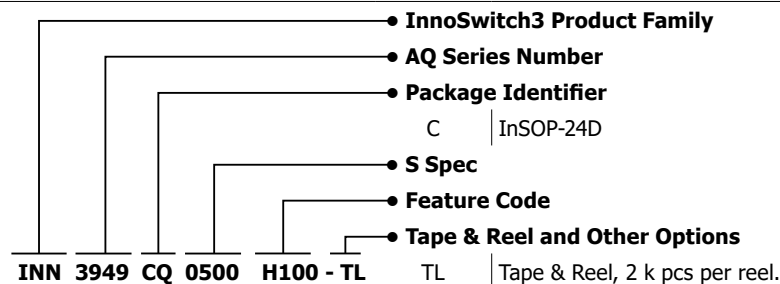 InnoSwitch3 Product Family
AQ Series Number
Package Identifier
C InSOP-24D
S Spec
Feature Code
Tape & Reel and Other Options
INN 3949 CQ 0500 H100 - TL TL Tape & Reel, 2 k pcs per reel.